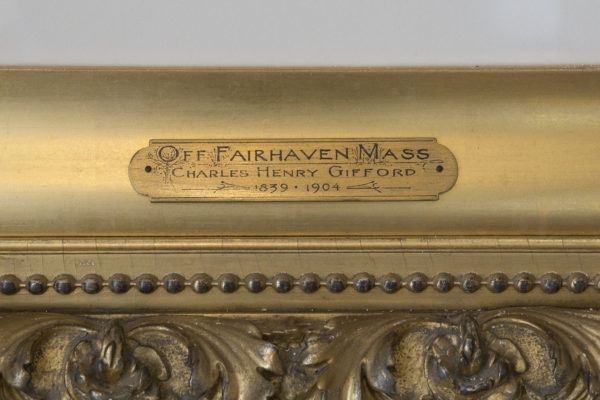 Off Fairhaven Mass
Charles Henry Gifford
1839 · 1904